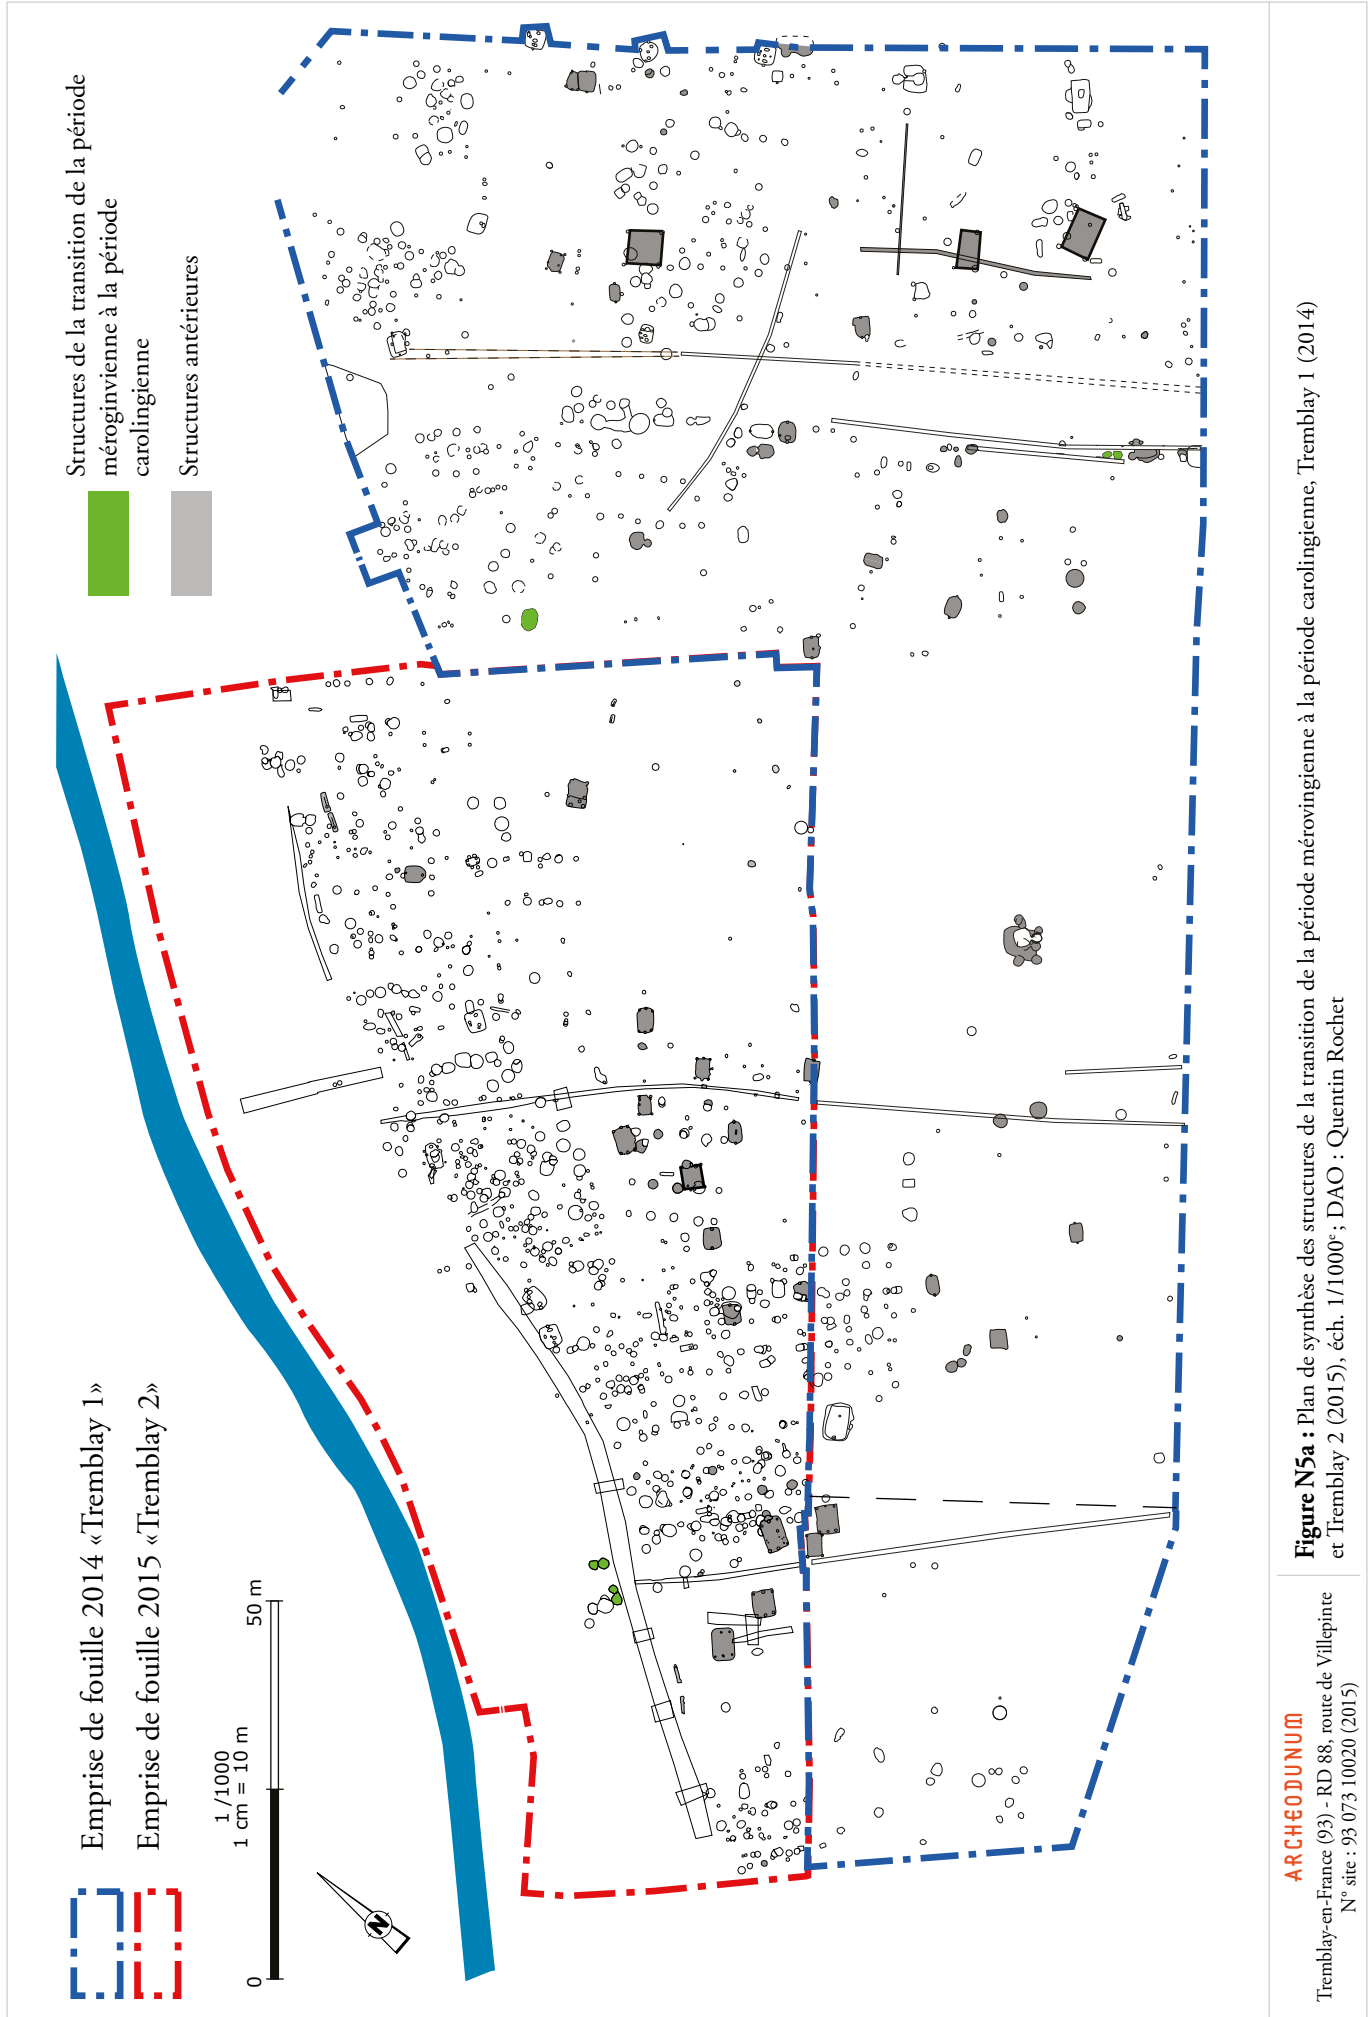 Emprise de fouille 2014 «Tremblay 1»
Emprise de fouille 2015 «Tremblay 2»
Structures de la transition de la période
méroginvienne à la période
carolingienne
Structures antérieures
1 /1000
1 cm = 10 m
0
50 m
N
ARCHEODUNUM
Tremblay-en-France (93) - RD 88, route de Villepinte
N° site : 93 073 10020 (2015)
Figure N5a : Plan de synthèse des structures de la transition de la période mérovingienne à la période carolingienne, Tremblay 1 (2014)
et Tremblay 2 (2015), éch. 1/1000e ; DAO : Quentin Rochet